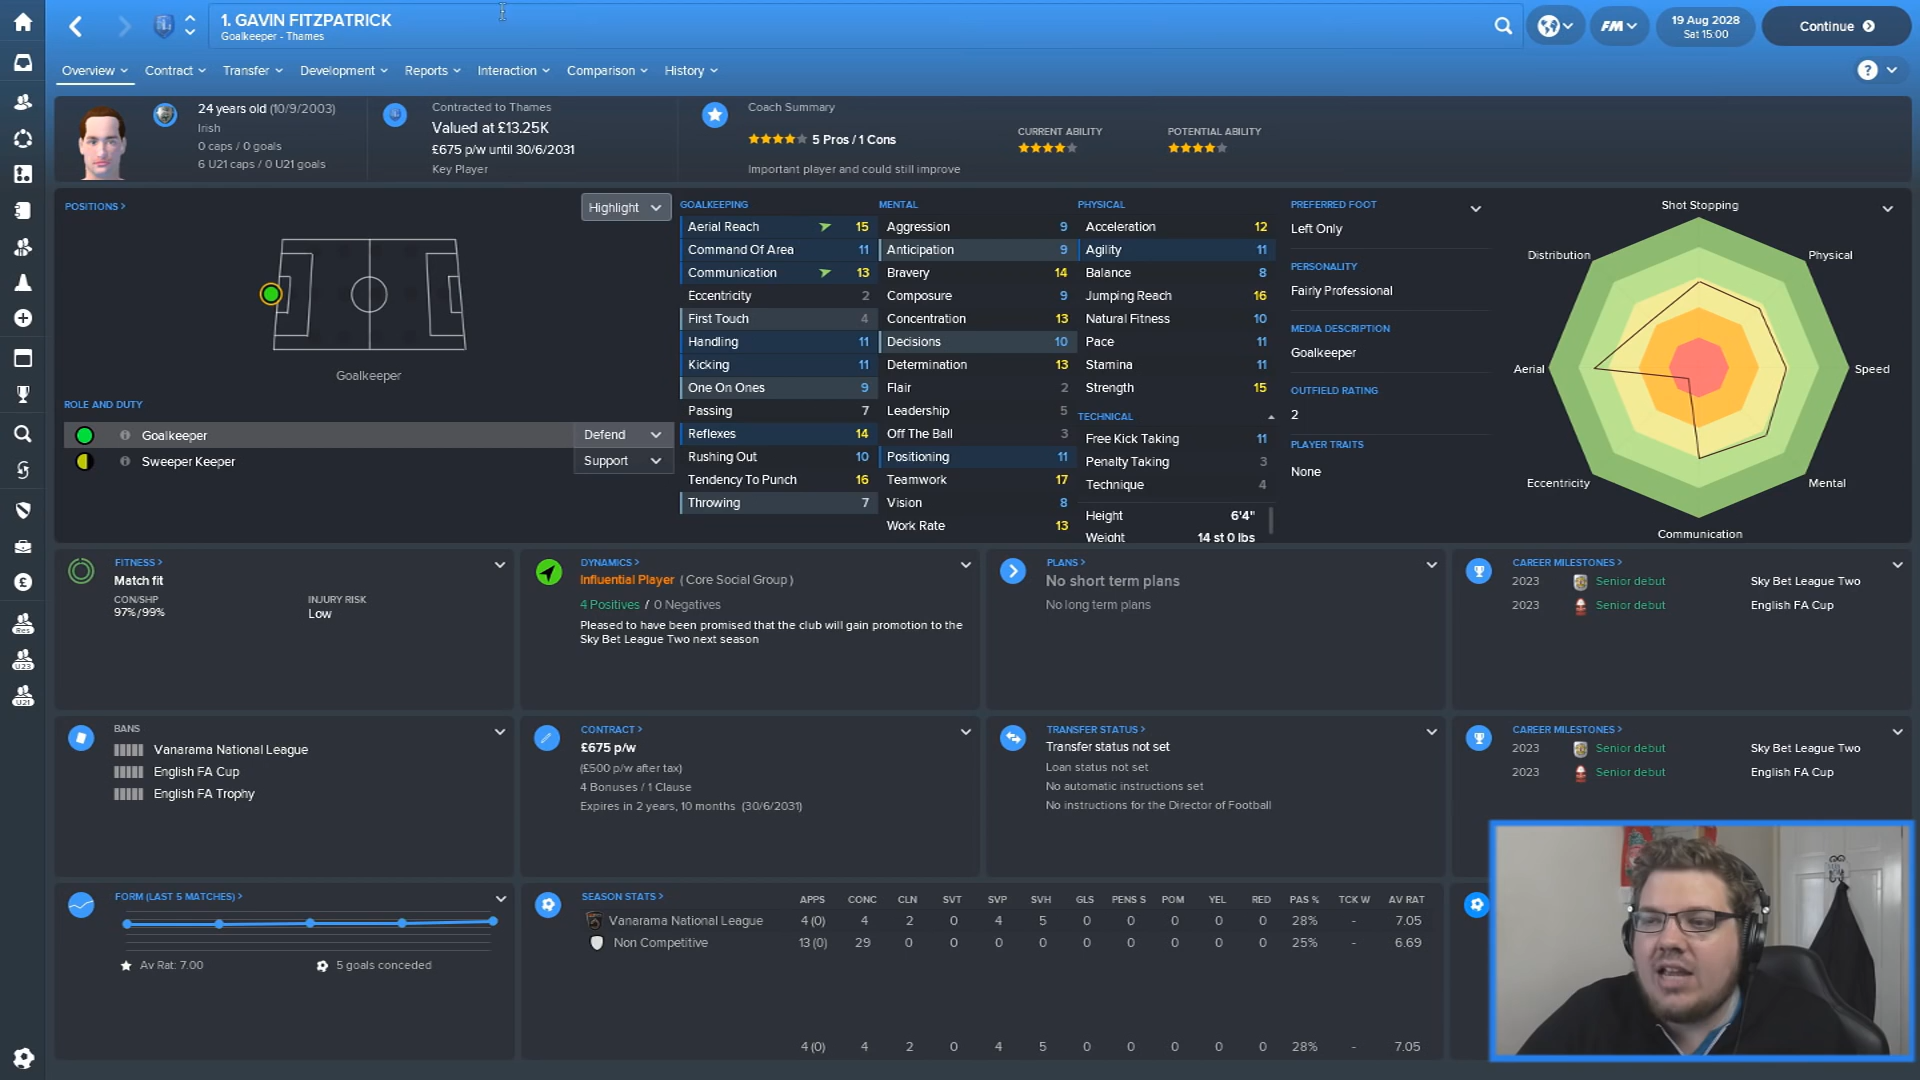 1. GAVIN FITZPATRICK
Goalkeeper - Thames
FM
19 Aug 2028
Sat 15:00
Continue
Overview
Contract
Transfer
Development
Reports
Interaction
Comparison
History
?
24 years old (10/9/2003)
Irish
0 caps / 0 goals
6 U21 caps / 0 U21 goals
Contracted to Thames
Valued at £13.25K
£675 p/w until 30/6/2031
Key Player
Coach Summary
5 Pros / 1 Cons
Important player and could still improve
CURRENT ABILITY
POTENTIAL ABILITY
POSITIONS >
Highlight
Goalkeeper
ROLE AND DUTY
Goalkeeper Defend
Sweeper Keeper Support
GOALKEEPING
Aerial Reach 15
Command Of Area 11
Communication 13
Eccentricity 2
First Touch 4
Handling 11
Kicking 11
One On Ones 9
Passing 7
Reflexes 14
Rushing Out 10
Tendency To Punch 16
Throwing 7
MENTAL
Aggression 9
Anticipation 9
Bravery 14
Composure 9
Concentration 13
Decisions 10
Determination 13
Flair 2
Leadership 5
Off The Ball 3
Positioning 11
Teamwork 17
Vision 8
Work Rate 13
PHYSICAL
Acceleration 12
Agility 11
Balance 8
Jumping Reach 16
Natural Fitness 10
Pace 11
Stamina 11
Strength 15
TECHNICAL
Free Kick Taking 11
Penalty Taking 3
Technique 4
Height 6'4"
Weight 14 st 0 lbs
PREFERRED FOOT
Left Only
PERSONALITY
Fairly Professional
MEDIA DESCRIPTION
Goalkeeper
OUTFIELD RATING
2
PLAYER TRAITS
None
Shot Stopping
Physical
Speed
Mental
Communication
Eccentricity
Aerial
Distribution
FITNESS >
Match fit
CON/SHP
97%/99%
INJURY RISK
Low
DYNAMICS >
Influential Player ( Core Social Group )
4 Positives / 0 Negatives
Pleased to have been promised that the club will gain promotion to the
Sky Bet League Two next season
PLANS >
No short term plans
No long term plans
CAREER MILESTONES >
2023 Senior debut Sky Bet League Two
2023 Senior debut English FA Cup
BANS
Vanarama National League
English FA Cup
English FA Trophy
CONTRACT >
£675 p/w
(£500 p/w after tax)
4 Bonuses / 1 Clause
Expires in 2 years, 10 months (30/6/2031)
TRANSFER STATUS >
Transfer status not set
Loan status not set
No automatic instructions set
No instructions for the Director of Football
CAREER MILESTONES >
2023 Senior debut Sky Bet League Two
2023 Senior debut English FA Cup
FORM (LAST 5 MATCHES) >
Av Rat: 7.00
5 goals conceded
SEASON STATS > APPS CONC CLN SVT SVP SVH GLS PENS S POM YEL RED PAS % TCK W AV RAT
Vanarama National League 4 (0) 4 2 0 4 5 0 0 0 0 0 28% - 7.05
Non Competitive 13 (0) 29 0 0 0 0 0 0 0 0 0 25% - 6.69
4 (0) 4 2 0 4 5 0 0 0 0 0 28% - 7.05
Res
U23
U21
£